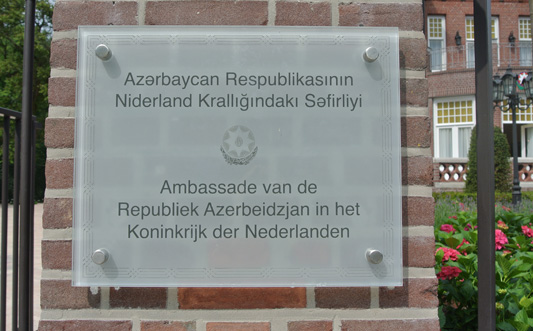 Azərbaycan Respublikasının
Niderland Krallığındakı Səfirliyi
Ambassade van de
Republiek Azerbeidzjan in het
Koninkrijk der Nederlanden